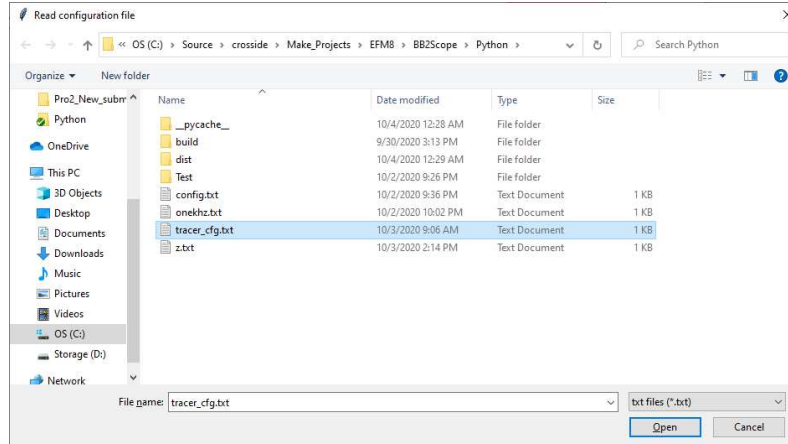 Read configuration file
« OS (C:) › Source › crosside › Make_Projects › EFM8 › BB2Scope › Python ›
Search Python
Organize
New folder
Name
Date modified
Type
Size
Pro2_New_subm
Python
OneDrive
This PC
3D Objects
Desktop
Documents
Downloads
Music
Pictures
Videos
OS (C:)
Storage (D:)
Network
__pycache__ 10/4/2020 12:28 AM File folder
build 9/30/2020 3:13 PM File folder
dist 10/4/2020 12:29 AM File folder
Test 10/2/2020 9:26 PM File folder
config.txt 10/2/2020 9:36 PM Text Document 1 KB
onekhz.txt 10/2/2020 10:02 PM Text Document 1 KB
tracer_cfg.txt 10/3/2020 9:06 AM Text Document 1 KB
z.txt 10/3/2020 2:14 PM Text Document 1 KB
File name: tracer_cfg.txt
txt files (*.txt)
Open
Cancel